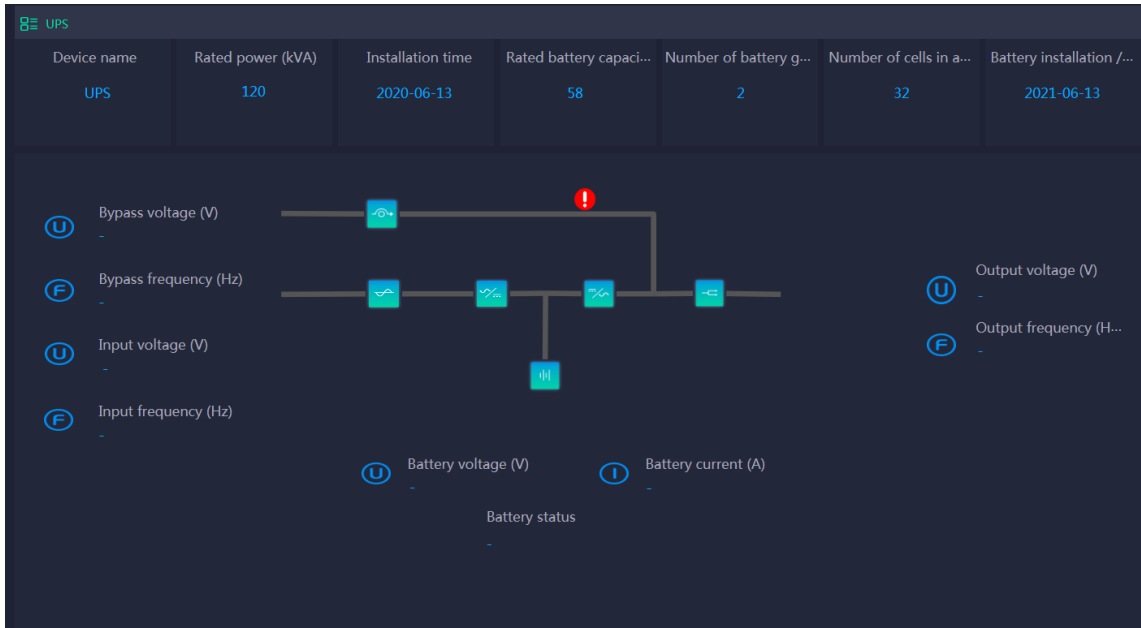 UPS
Device name Rated power (kVA) Installation time Rated battery capaci... Number of battery g... Number of cells in a... Battery installation /...
UPS 120 2020-06-13 58 2 32 2021-06-13
Bypass voltage (V)
U
-
Bypass frequency (Hz)
F
-
Input voltage (V)
U
-
Input frequency (Hz)
F
-
Output voltage (V)
U
-
Output frequency (H...
F
-
Battery voltage (V)
U
-
Battery current (A)
I
-
Battery status
-